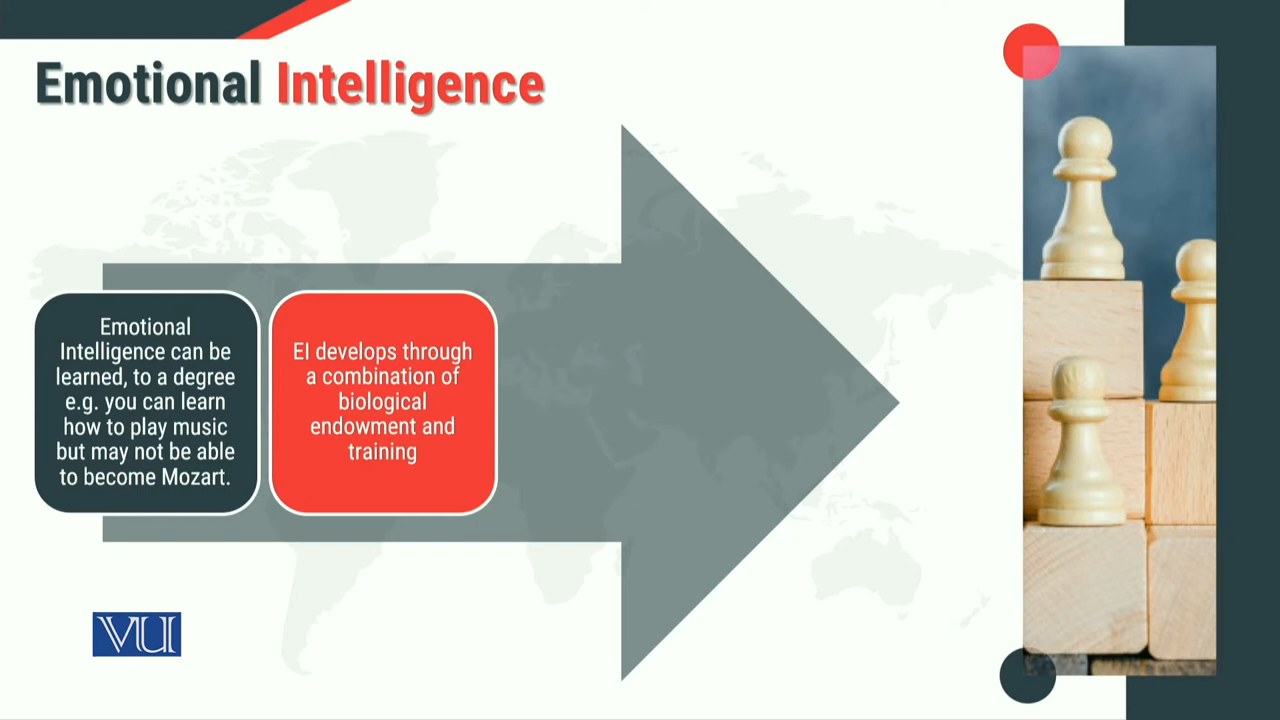 Emotional Intelligence
Emotional
Intelligence can be
learned, to a degree
e.g. you can learn
how to play music
but may not be able
to become Mozart.
EI develops through
a combination of
biological
endowment and
training
VU